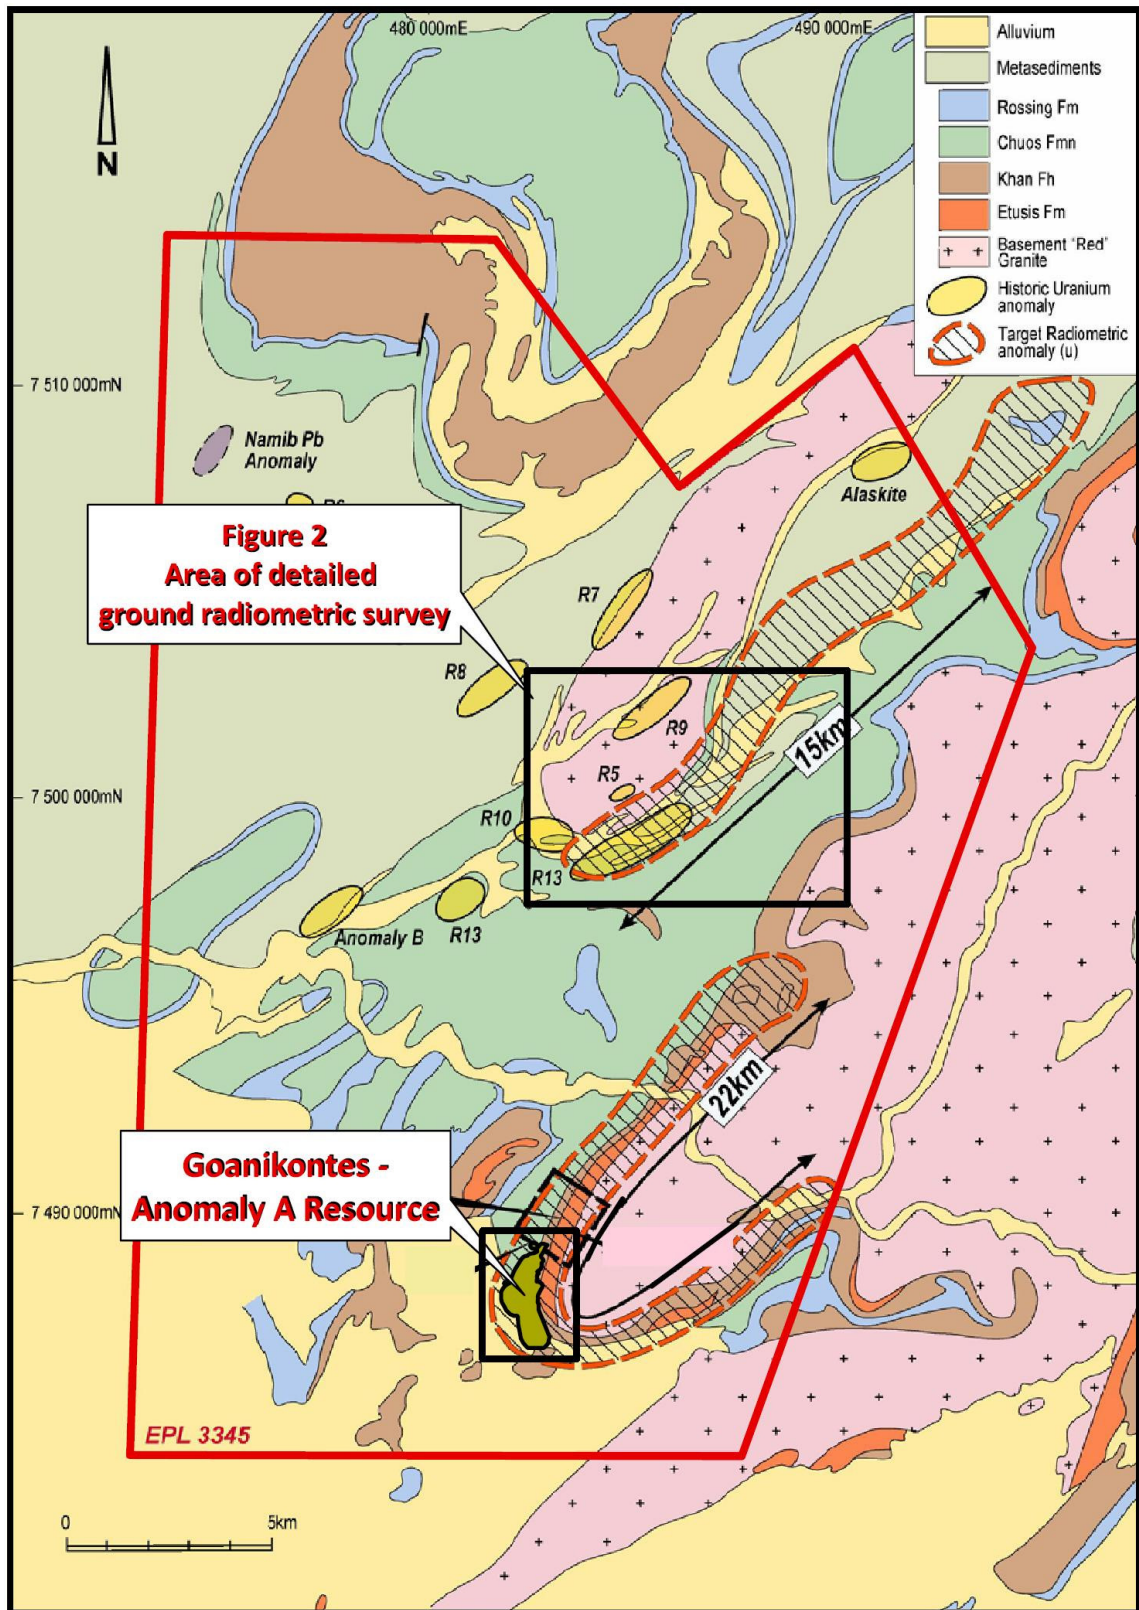 480 000mE
490 000mE
Alluvium
Metasediments
Rossing Fm
Chuos Fmn
Khan Fh
Etusis Fm
Basement "Red"
Granite
Historic Uranium
anomaly
Target Radiometric
anomaly (u)
N
7 510 000mN
Namib Pb
Anomaly
Alaskite
Figure 2
Area of detailed
ground radiometric survey
R7
R8
R9
R5
15km
7 500 000mN
R10
R13
Anomaly B
R13
22km
Goanikontes -
Anomaly A Resource
7 490 000mN
EPL 3345
0
5km